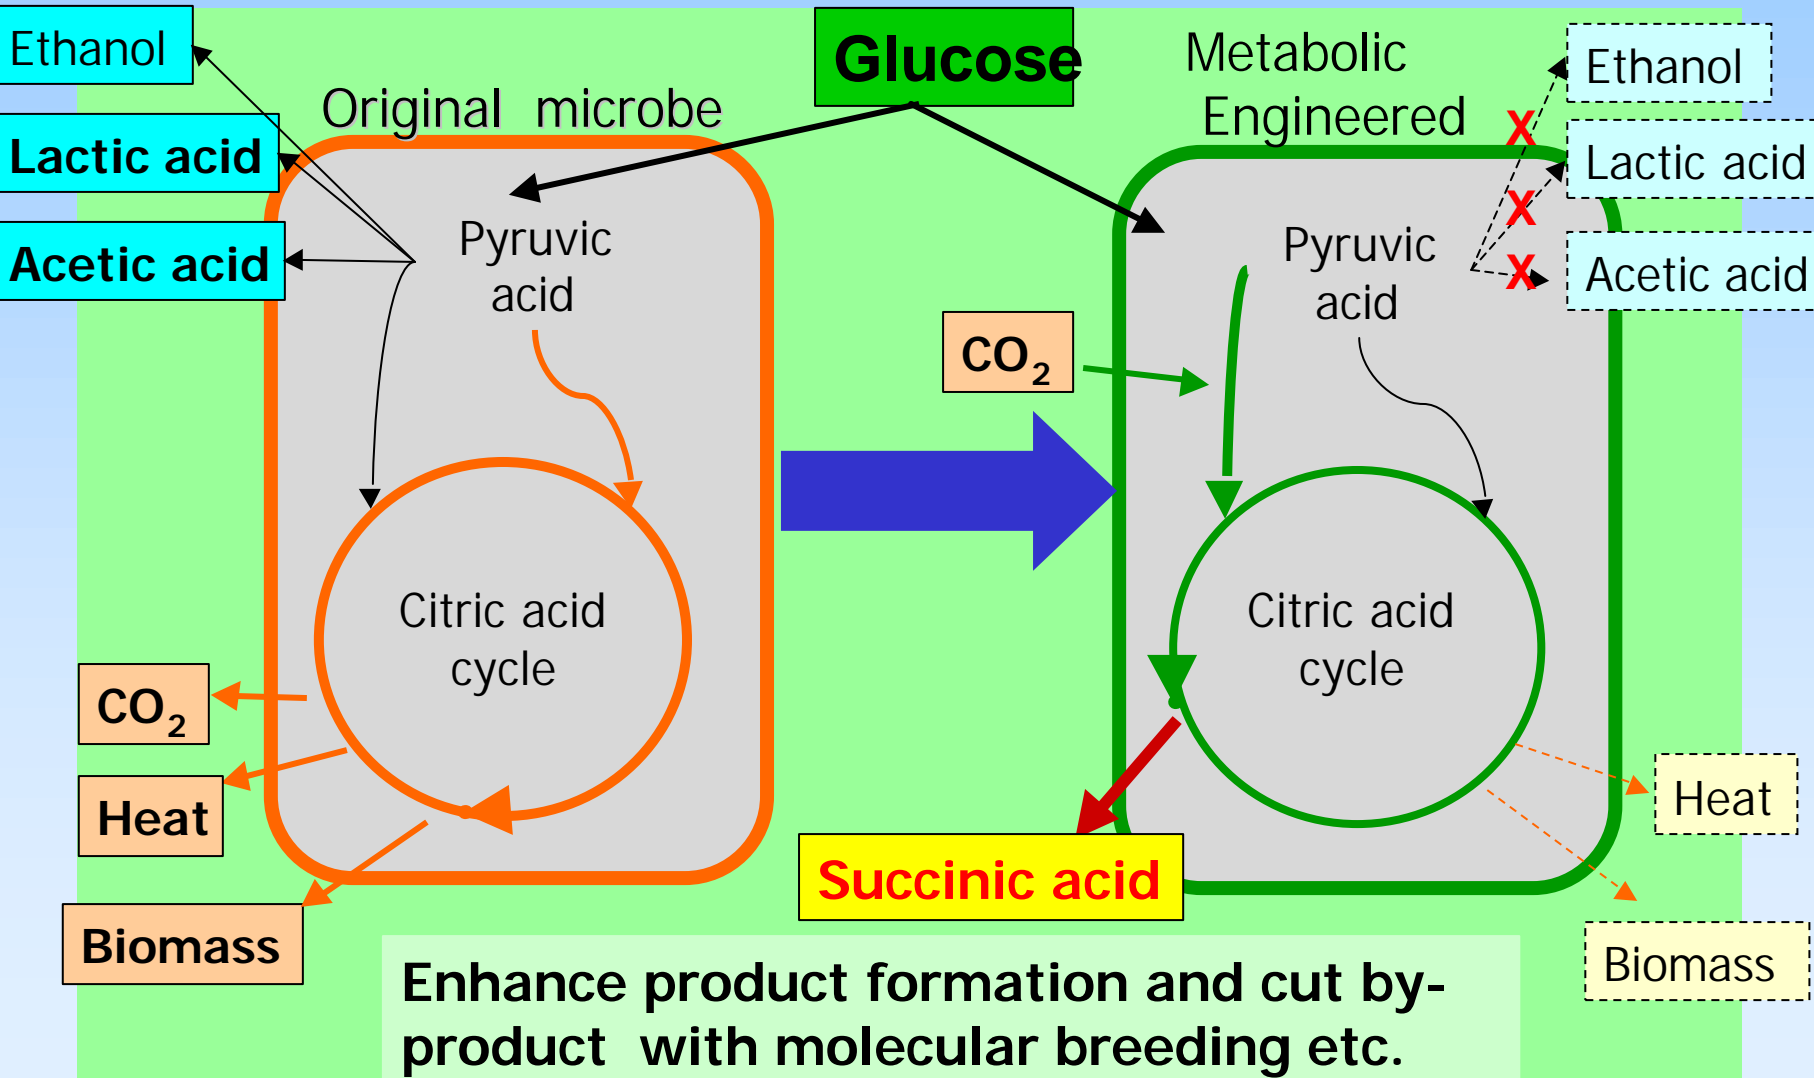 Ethanol
Lactic acid
Acetic acid
Original microbe
Glucose
Metabolic
Engineered
Ethanol
Lactic acid
Acetic acid
X
X
X
Pyruvic
acid
Pyruvic
acid
CO₂
Citric acid
cycle
Citric acid
cycle
CO₂
Heat
Biomass
Succinic acid
Heat
Biomass
Enhance product formation and cut by-
product with molecular breeding etc.